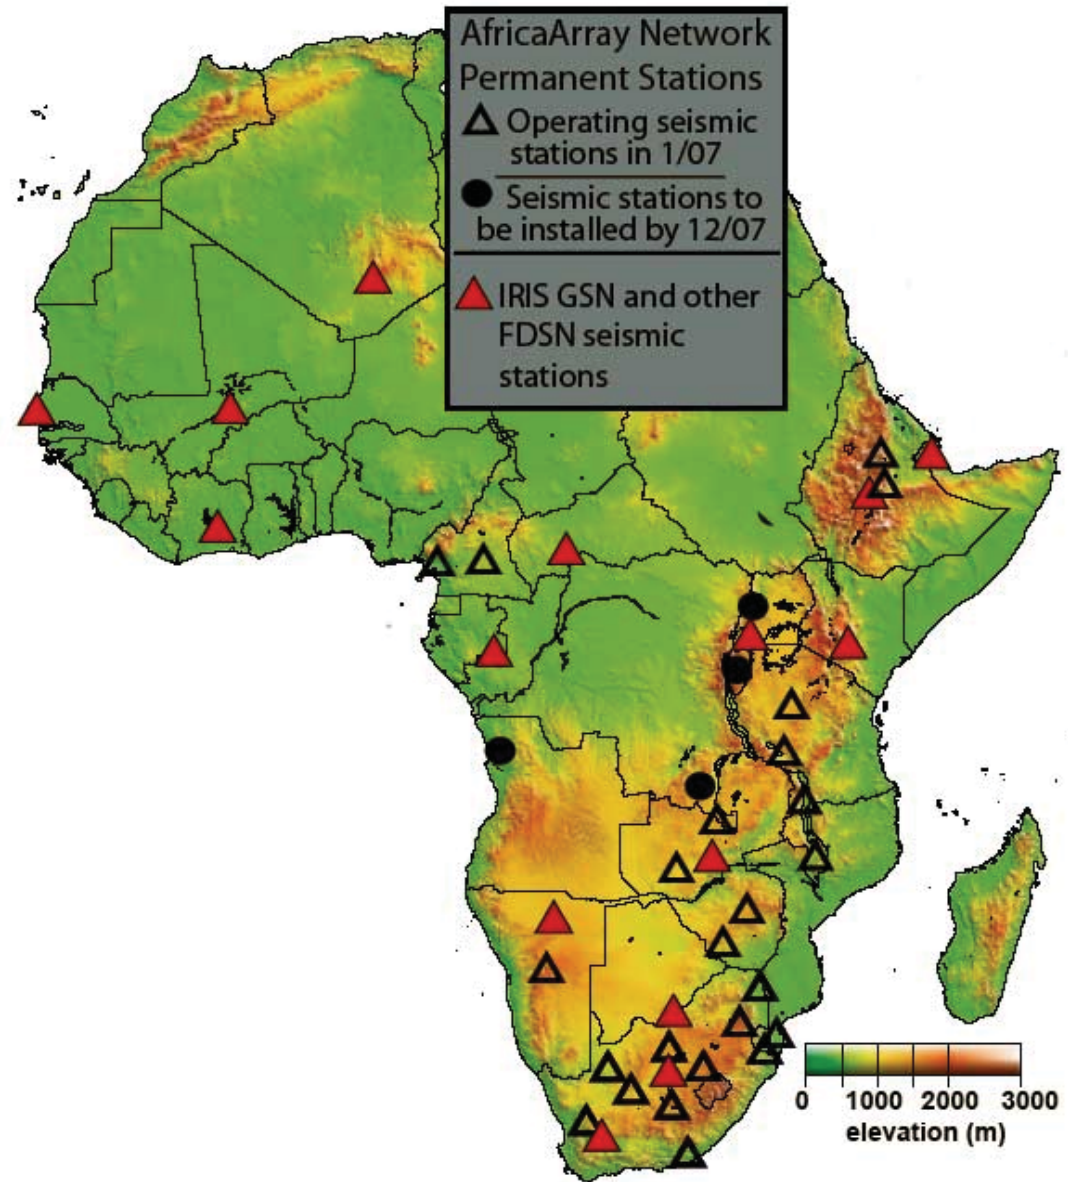 AfricaArray Network
Permanent Stations
Operating seismic
stations in 1/07
Seismic stations to
be installed by 12/07
IRIS GSN and other
FDSN seismic
stations
0 1000 2000 3000
elevation (m)